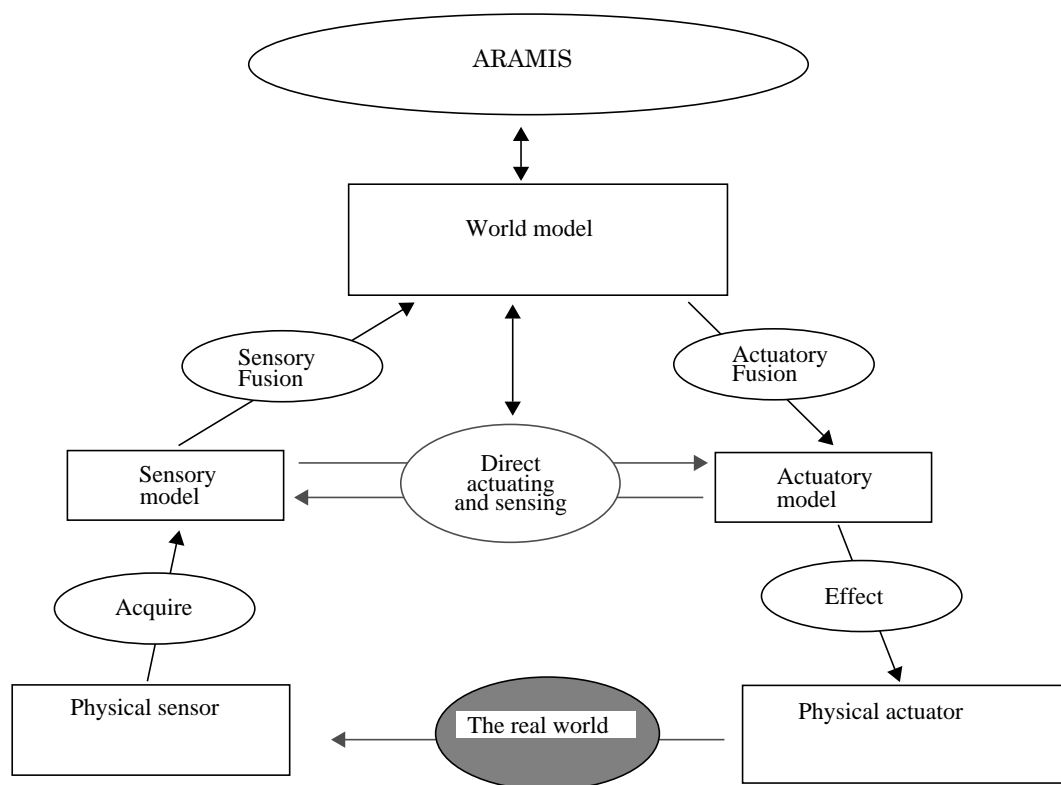 ARAMIS
World model
Sensory
Fusion
Actuatory
Fusion
Sensory
model
Direct
actuating
and sensing
Actuatory
model
Acquire
Effect
Physical sensor
The real world
Physical actuator